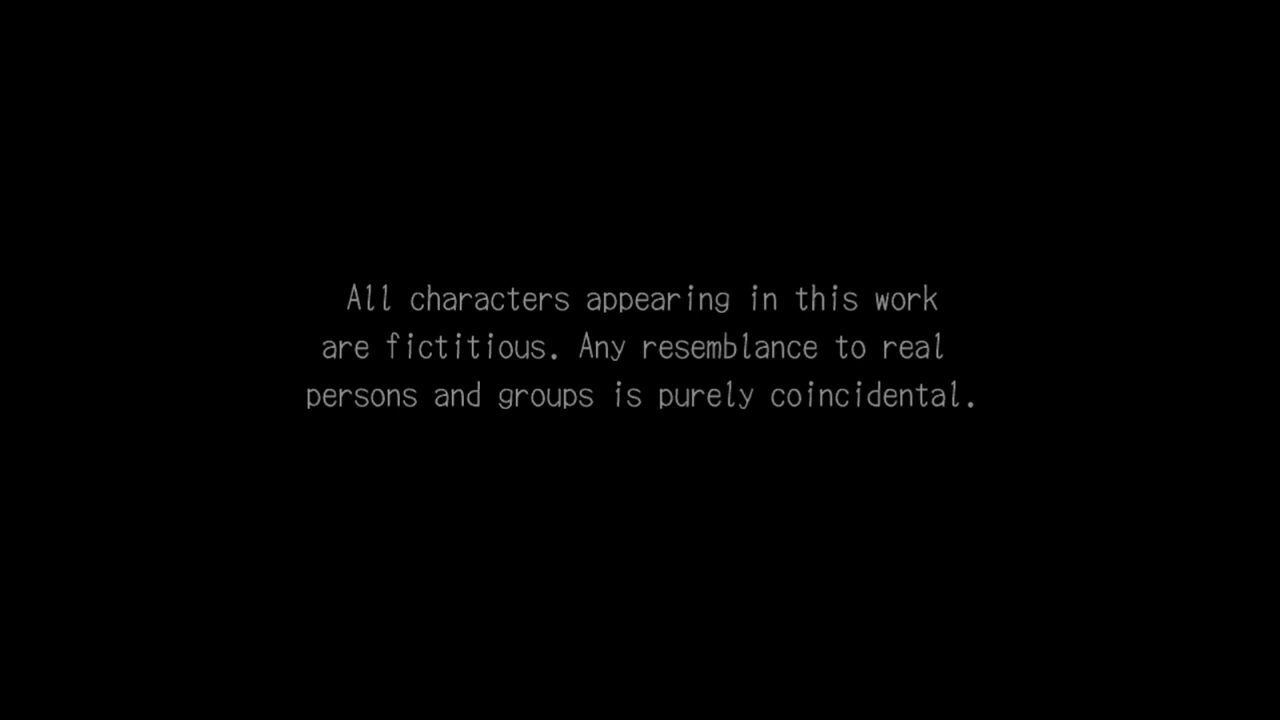 All characters appearing in this work
are fictitious. Any resemblance to real
persons and groups is purely coincidental.